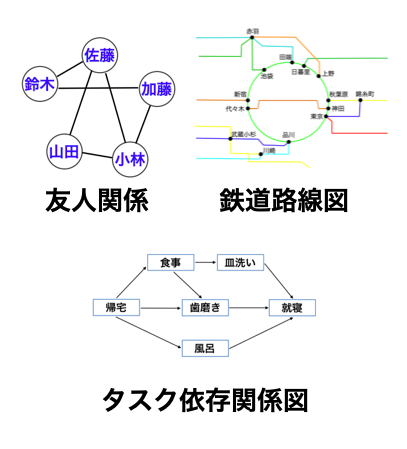 佐藤
鈴木
加藤
山田
小林
友人関係
赤羽
田端
日暮里
上野
池袋
新宿
代々木
秋葉原
錦糸町
神田
東京
武蔵小杉
品川
川崎
鉄道路線図
食事
皿洗い
帰宅
歯磨き
就寝
風呂
タスク依存関係図